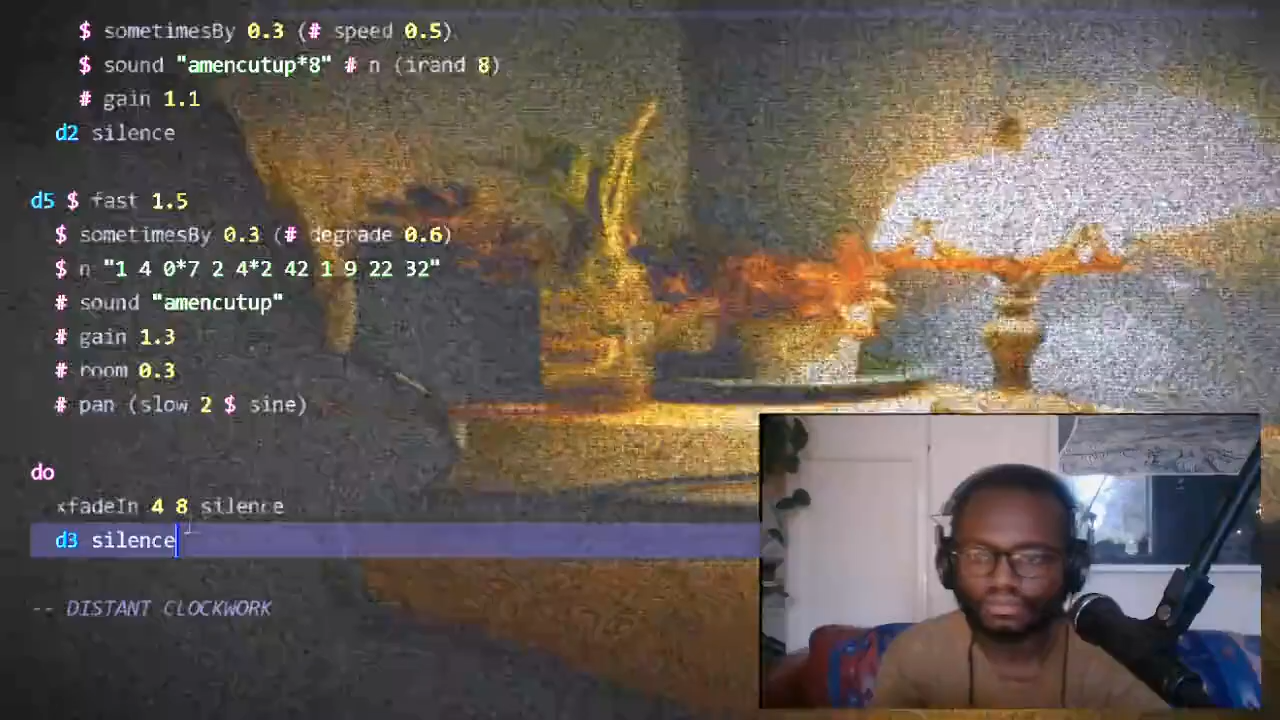 $ sometimesBy 0.3 (# speed 0.5)
$ sound "amencutup*8" # n (irand 8)
# gain 1.1
d2 silence
d5 $ fast 1.5
$ sometimesBy 0.3 (# degrade 0.6)
$ n "1 4 0*7 2 4*2 42 1 9 22 32"
# sound "amencutup"
# gain 1.3
# room 0.3
# pan (slow 2 $ sine)
do
xfadeIn 4 8 silence
d3 silence
-- DISTANT CLOCKWORK